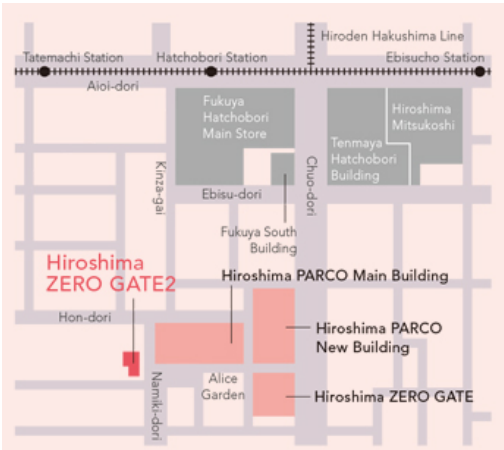 Hiroden Hakushima Line
Tatemachi Station
Hatchobori Station
Ebisucho Station
Aioi-dori
Fukuya
Hatchobori
Main Store
Hiroshima
Mitsukoshi
Tenmaya
Hatchobori
Building
Kinza-gai
Chuo-dori
Ebisu-dori
Fukuya South
Building
Hiroshima
ZERO GATE2
Hiroshima PARCO Main Building
Hon-dori
Hiroshima PARCO
New Building
Namiki-dori
Alice
Garden
Hiroshima ZERO GATE